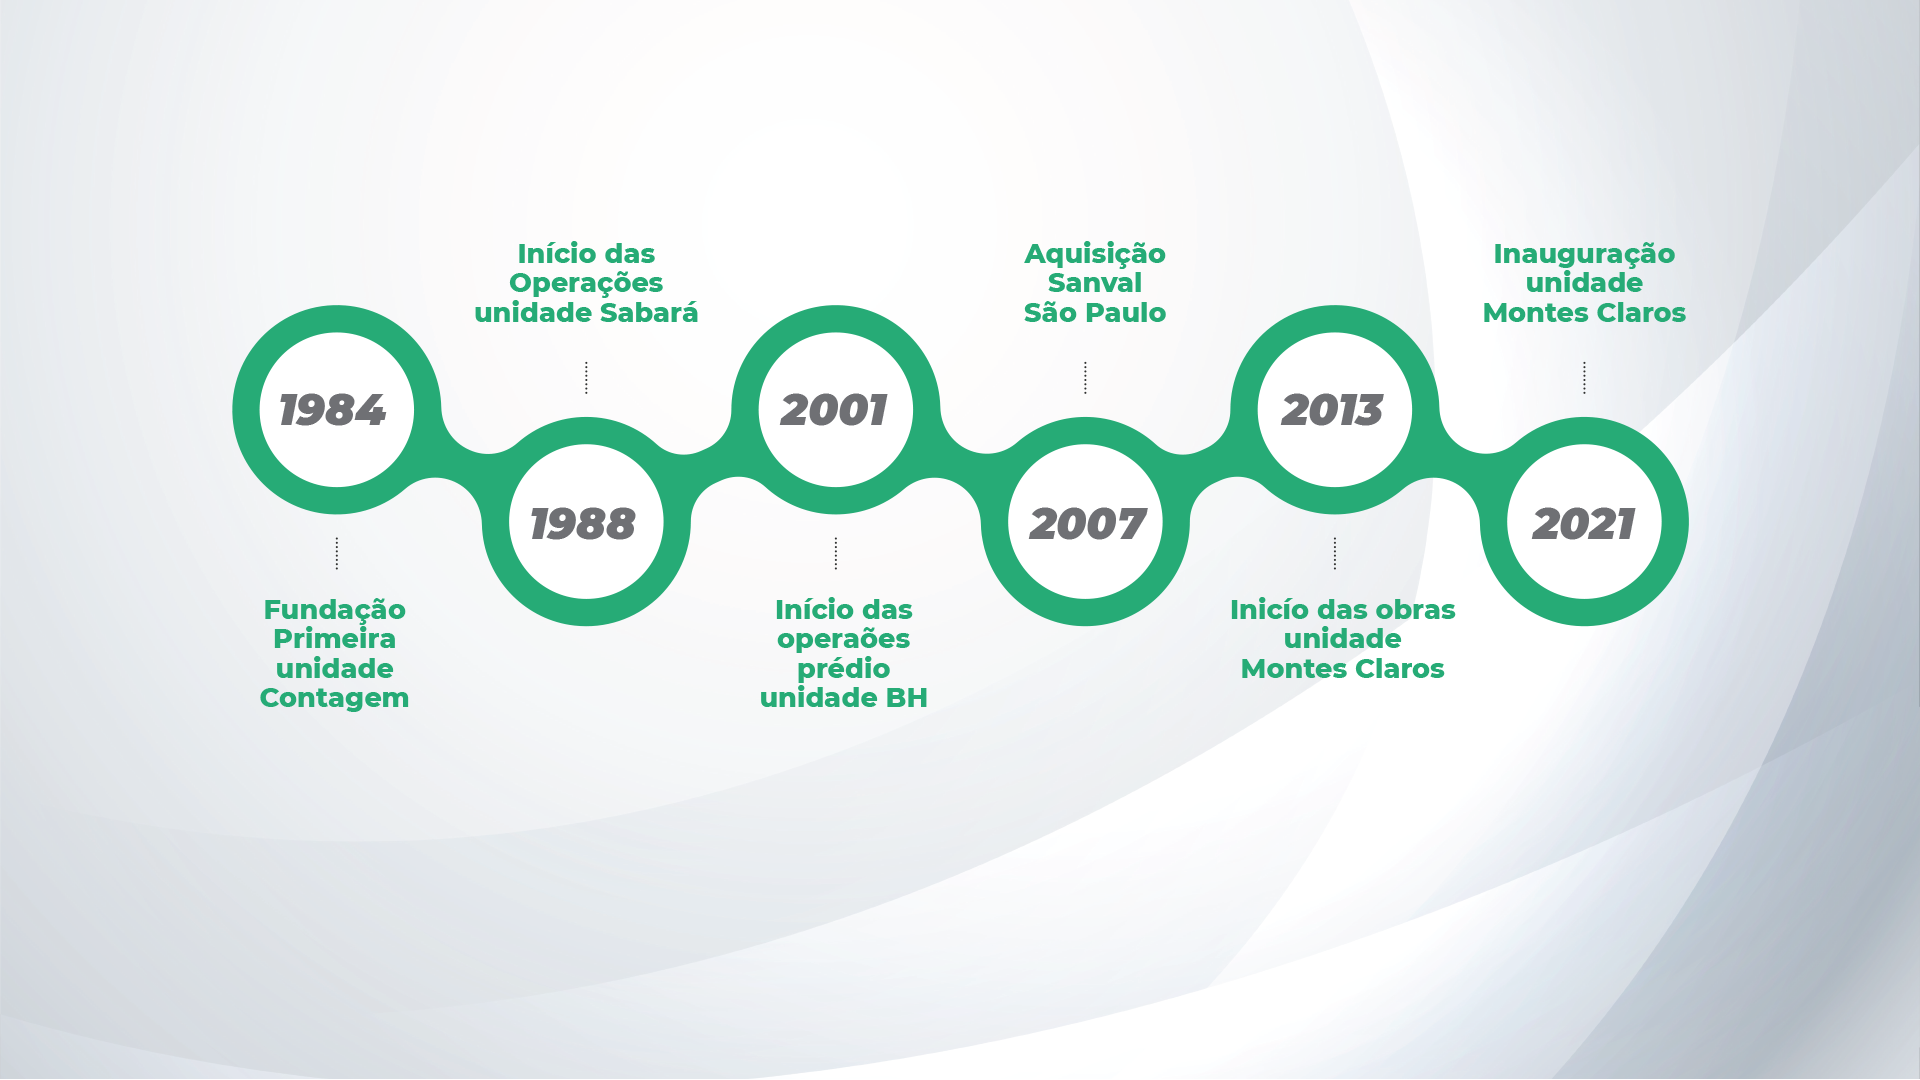 1984
Fundação
Primeira
unidade
Contagem
Início das
Operações
unidade Sabará
1988
2001
Início das
operaões
prédio
unidade BH
Aquisição
Sanval
São Paulo
2007
2013
Inicío das obras
unidade
Montes Claros
Inauguração
unidade
Montes Claros
2021